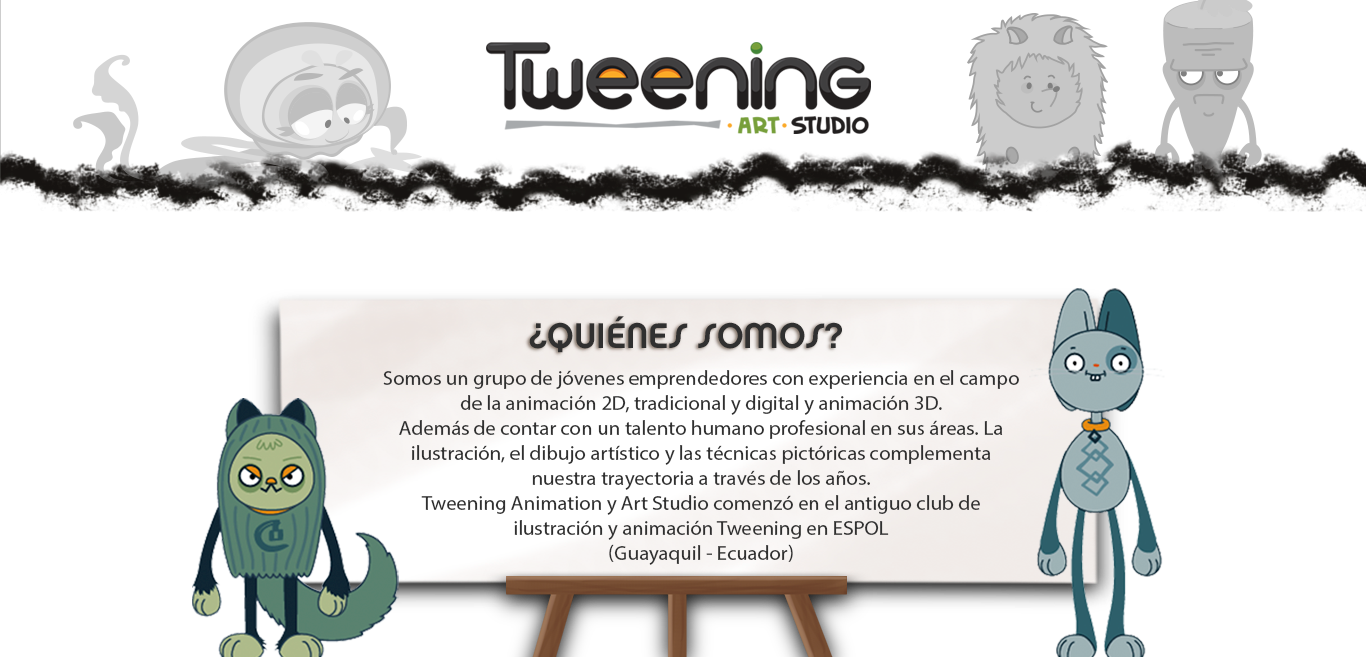 Tweening
· ART · STUDIO
¿QUIÉNES SOMOS?
Somos un grupo de jóvenes emprendedores con experiencia en el campo
de la animación 2D, tradicional y digital y animación 3D.
Además de contar con un talento humano profesional en sus áreas. La
ilustración, el dibujo artístico y las técnicas pictóricas complementa
nuestra trayectoria a través de los años.
Tweening Animation y Art Studio comenzó en el antiguo club de
ilustración y animación Tweening en ESPOL
(Guayaquil - Ecuador)